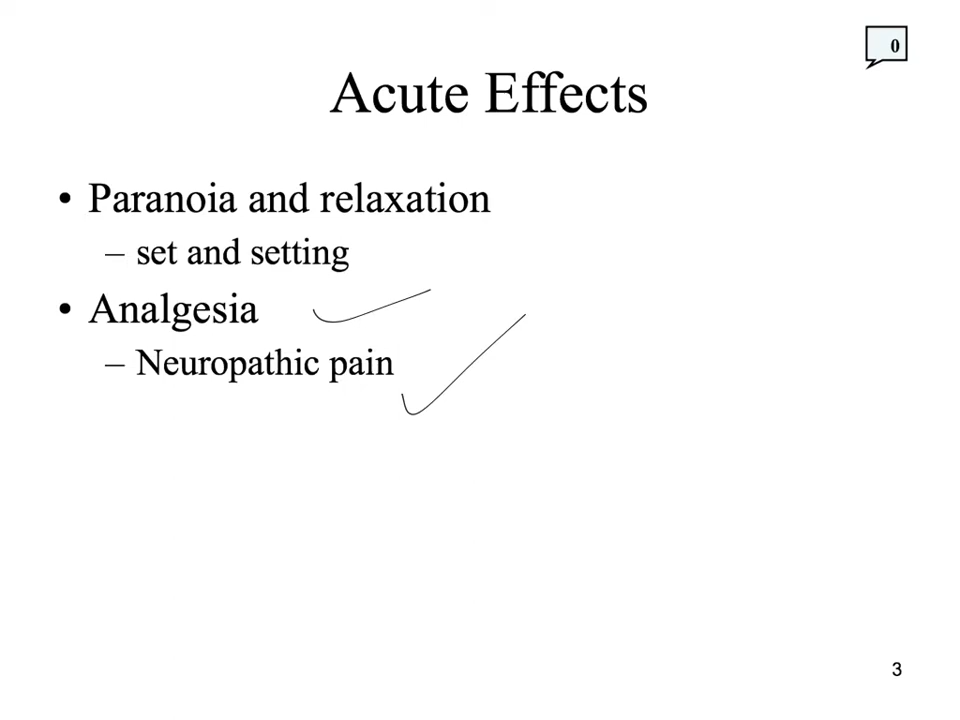 0
Acute Effects
• Paranoia and relaxation
– set and setting
• Analgesia
– Neuropathic pain
3